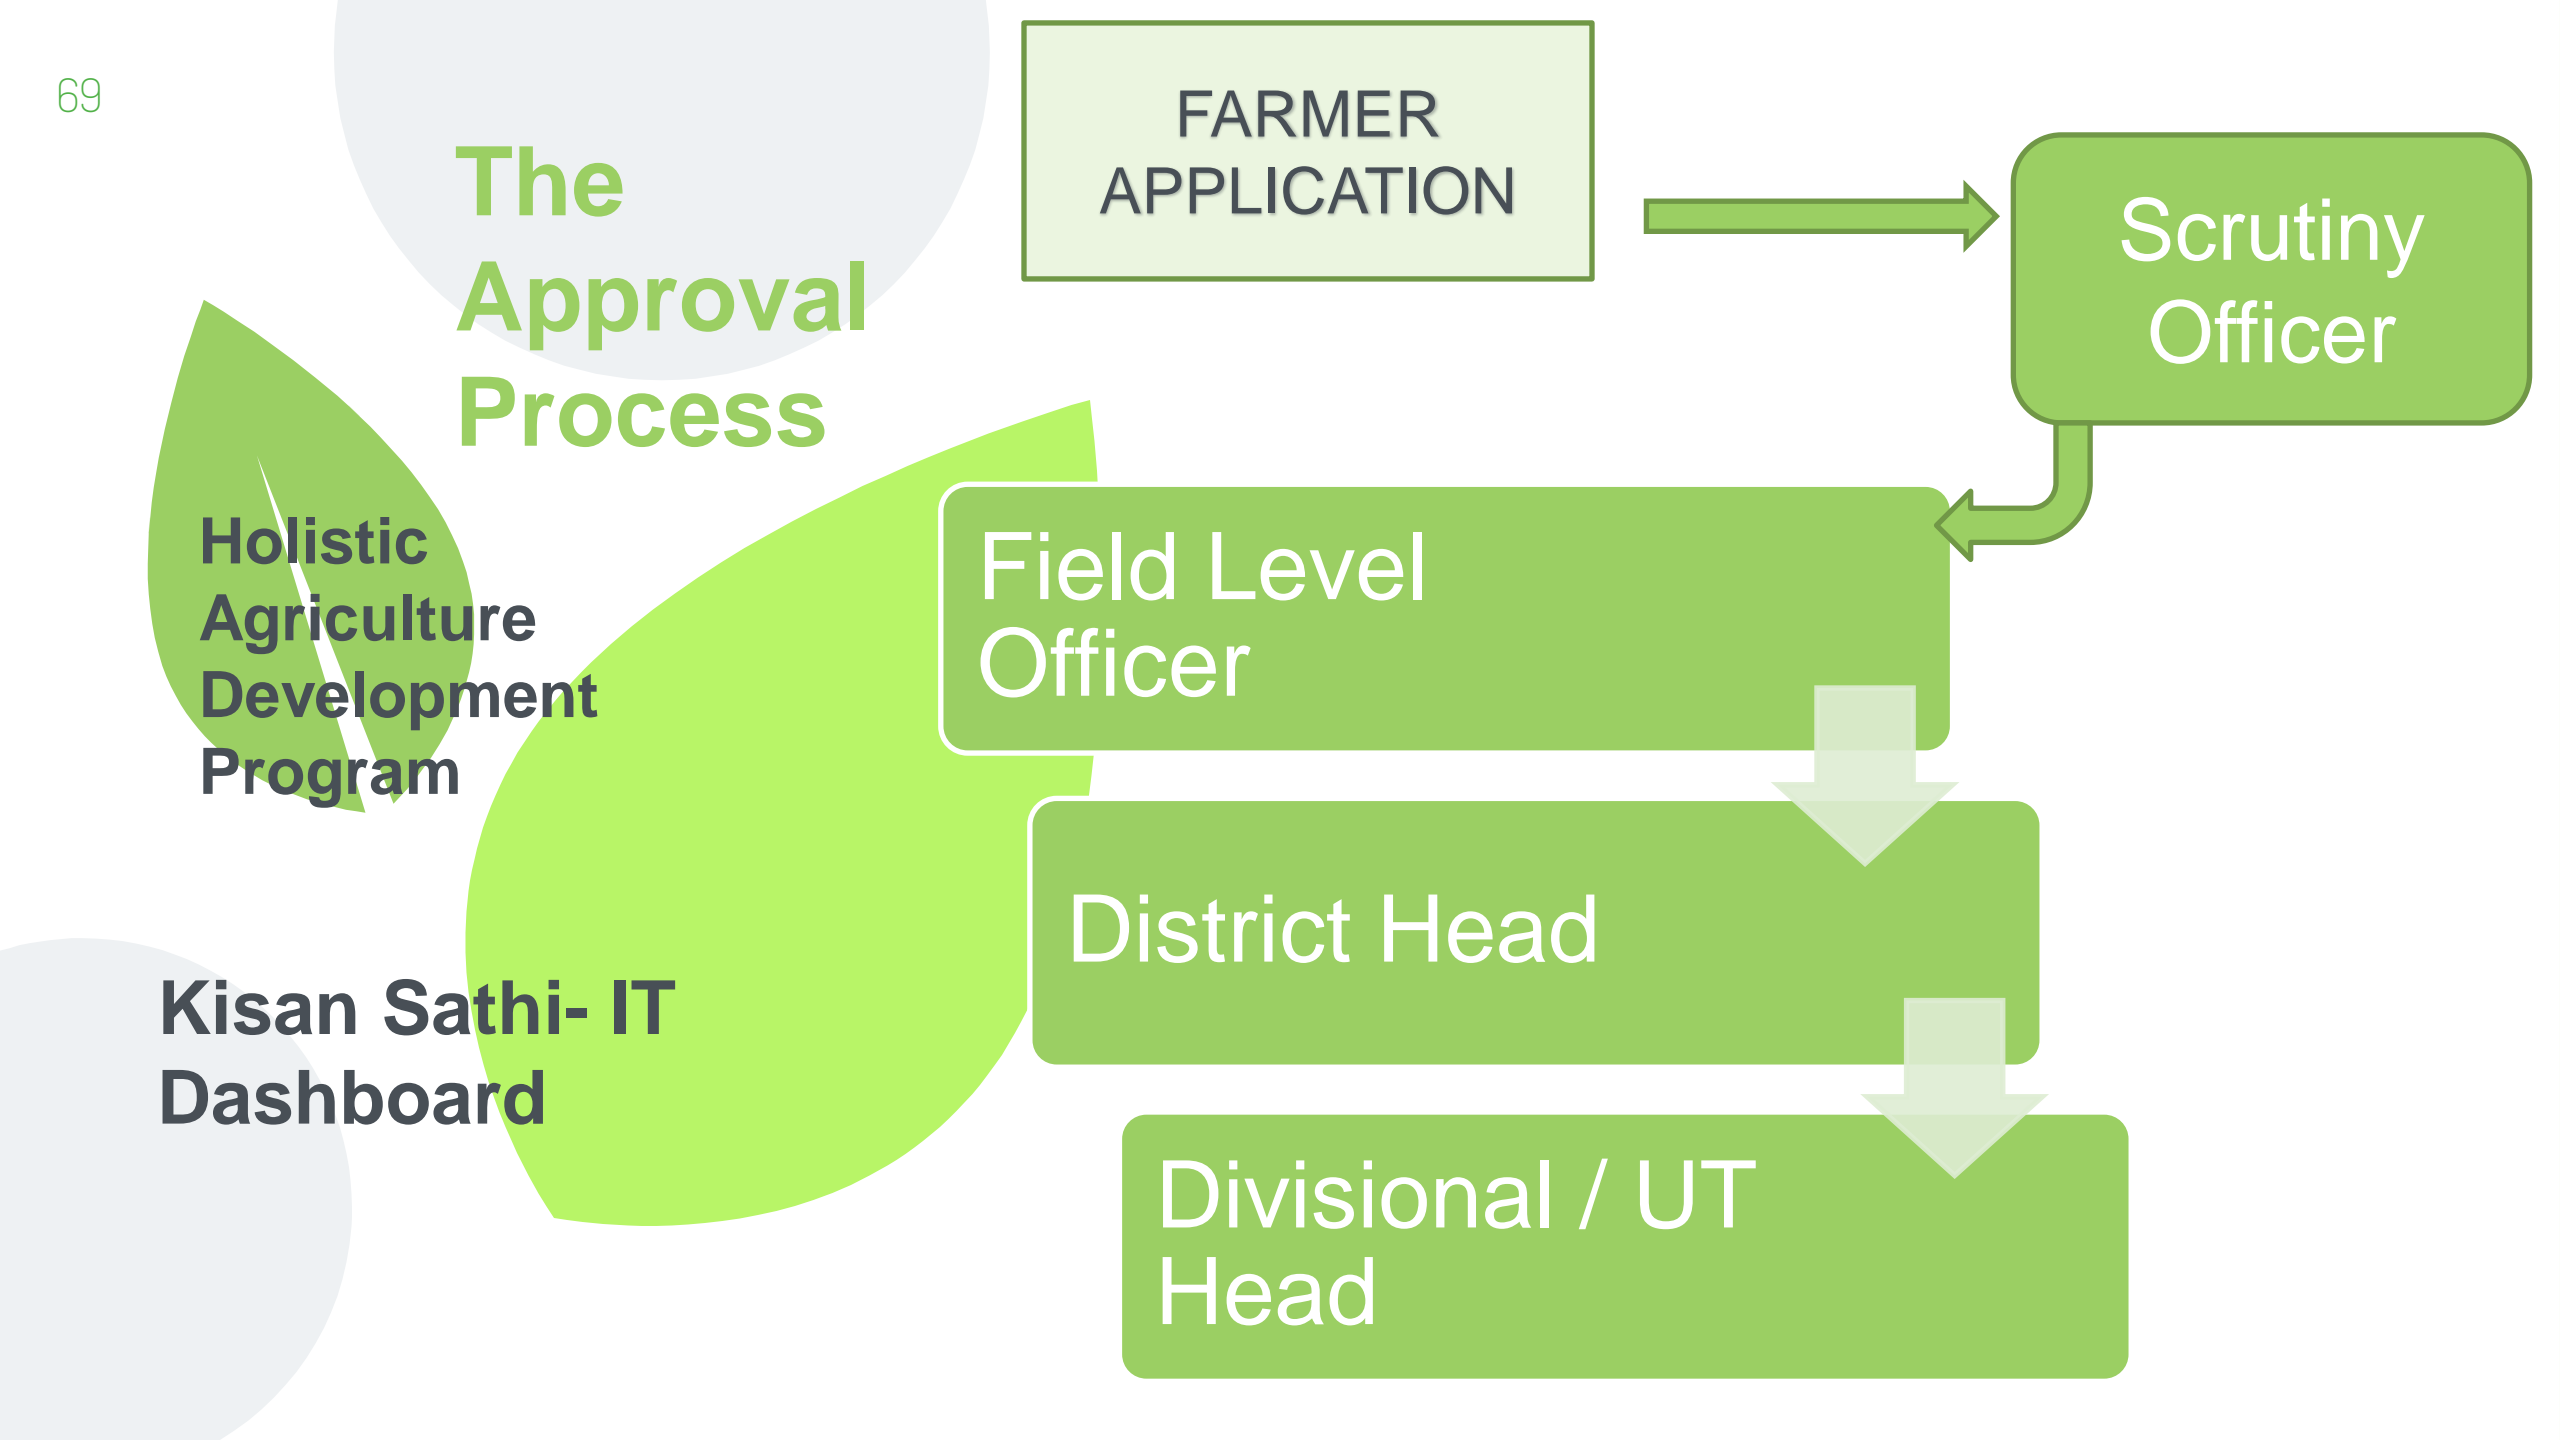 69
The
Approval
Process
Holistic
Agriculture
Development
Program
Kisan Sathi- IT
Dashboard
FARMER
APPLICATION
Scrutiny
Officer
Field Level
Officer
District Head
Divisional / UT
Head